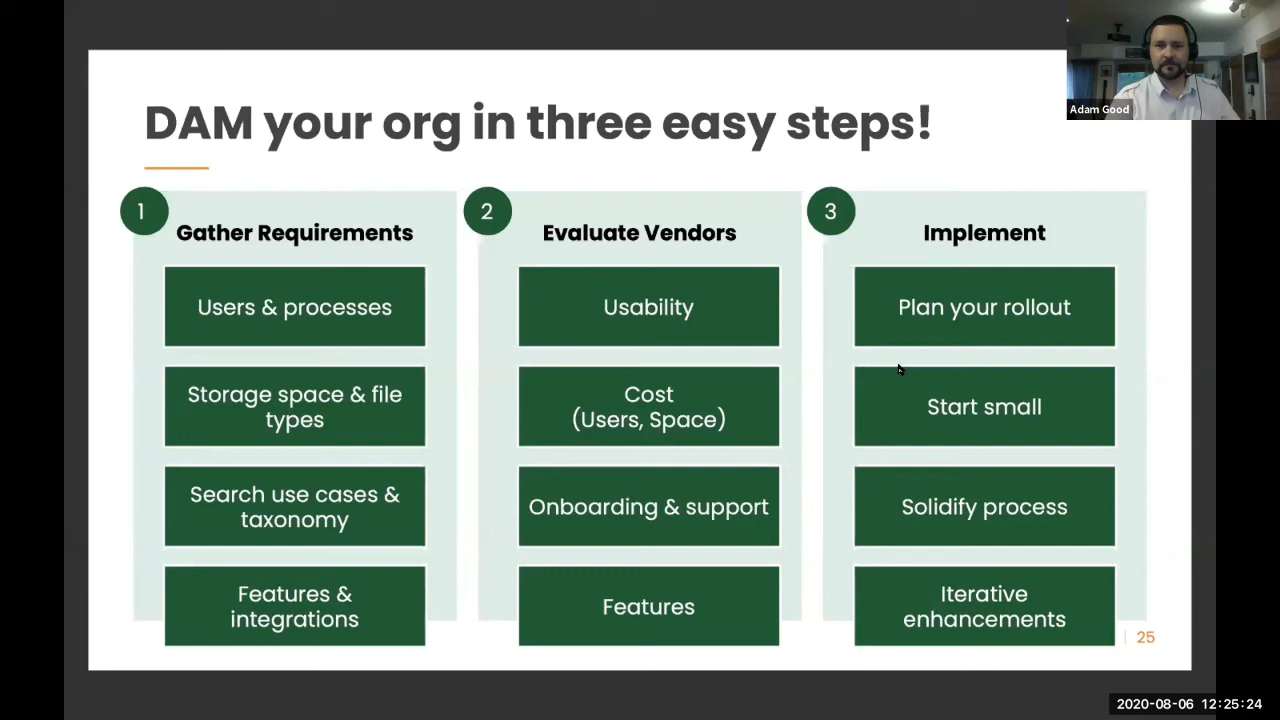 DAM your org in three easy steps!
Adam Good
1
Gather Requirements
Users & processes
Storage space & file
types
Search use cases &
taxonomy
Features &
integrations
2
Evaluate Vendors
Usability
Cost
(Users, Space)
Onboarding & support
Features
3
Implement
Plan your rollout
Start small
Solidify process
Iterative
enhancements
25
2020-08-06 12:25:24